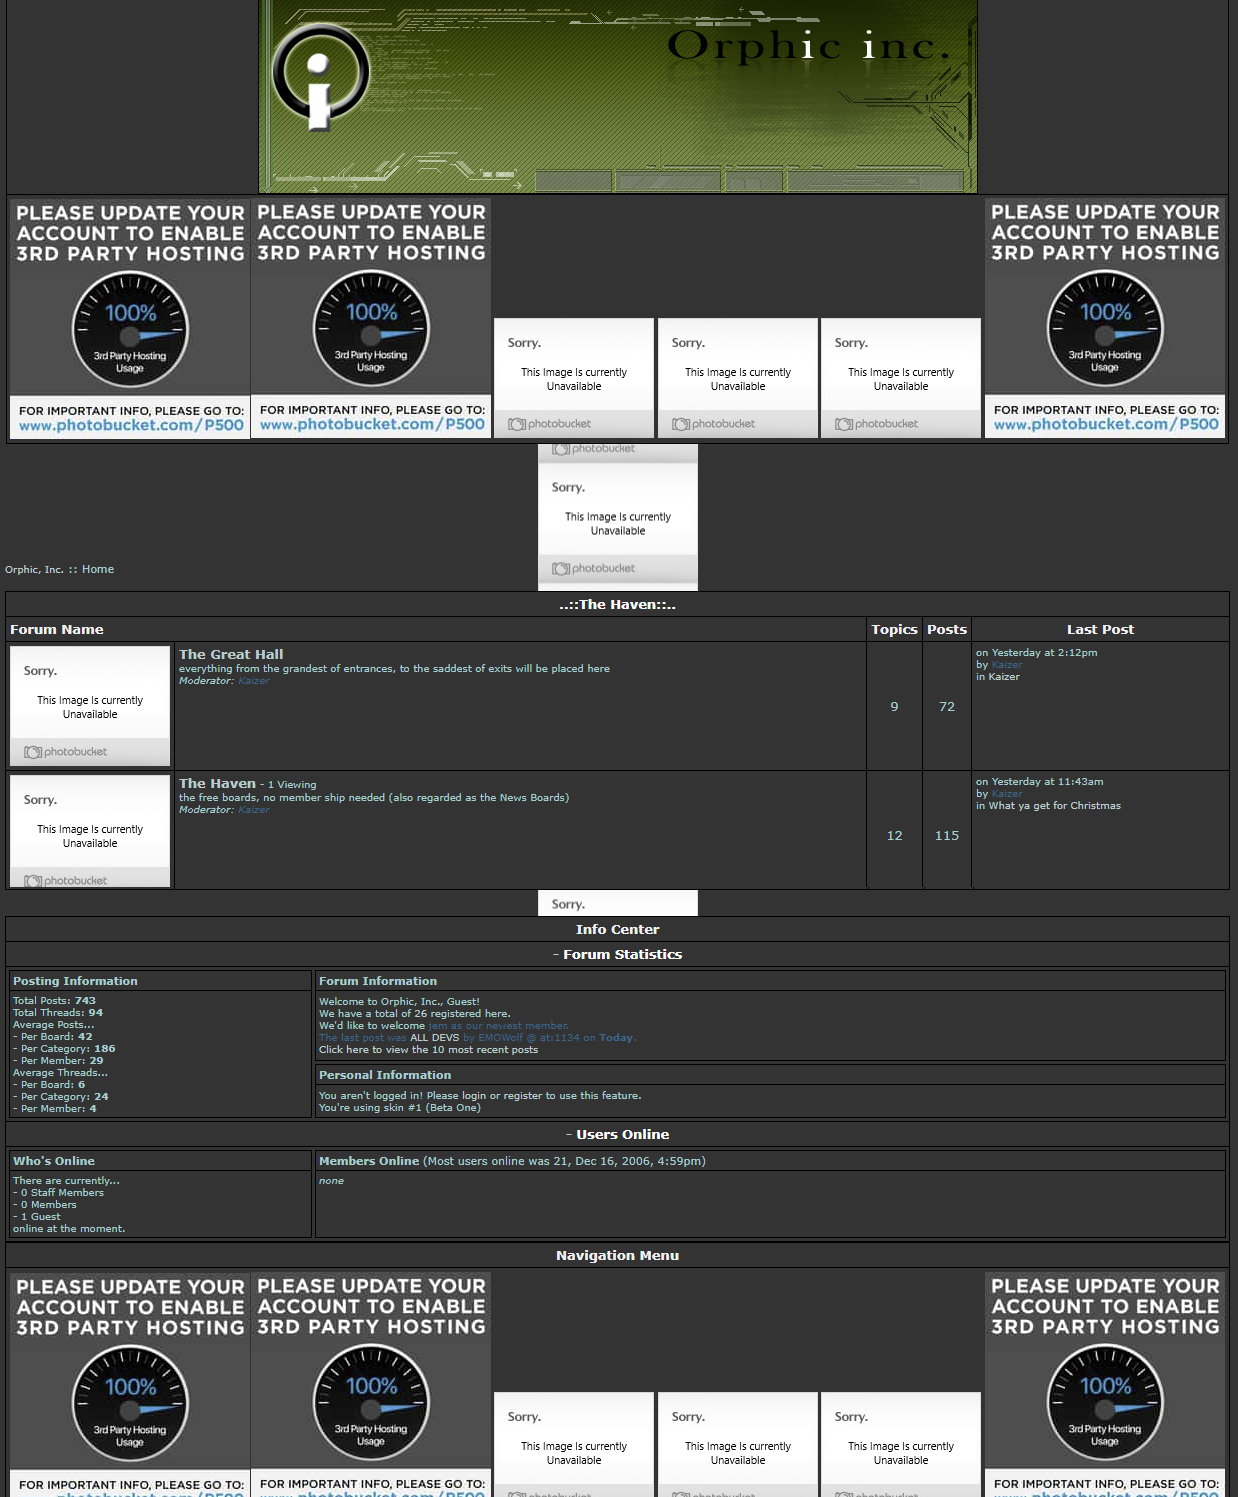 Orphic inc.
PLEASE UPDATE YOUR
ACCOUNT TO ENABLE
3RD PARTY HOSTING
100%
3rd Party Hosting
Usage
FOR IMPORTANT INFO, PLEASE GO TO:
www.photobucket.com/P500
PLEASE UPDATE YOUR
ACCOUNT TO ENABLE
3RD PARTY HOSTING
100%
3rd Party Hosting
Usage
FOR IMPORTANT INFO, PLEASE GO TO:
www.photobucket.com/P500
Sorry.
This Image Is currently
Unavailable
photobucket
Sorry.
This Image Is currently
Unavailable
photobucket
Sorry.
This Image Is currently
Unavailable
photobucket
PLEASE UPDATE YOUR
ACCOUNT TO ENABLE
3RD PARTY HOSTING
100%
3rd Party Hosting
Usage
FOR IMPORTANT INFO, PLEASE GO TO:
www.photobucket.com/P500
photobucket
Sorry.
This Image Is currently
Unavailable
photobucket
Orphic, Inc. :: Home
..::The Haven::..
Forum Name Topics Posts Last Post
Sorry.
This Image Is currently
Unavailable
photobucket
The Great Hall
everything from the grandest of entrances, to the saddest of exits will be placed here
Moderator: Kaizer
9
72
on Yesterday at 2:12pm
by Kaizer
in Kaizer
Sorry.
This Image Is currently
Unavailable
photobucket
The Haven - 1 Viewing
the free boards, no member ship needed (also regarded as the News Boards)
Moderator: Kaizer
12
115
on Yesterday at 11:43am
by Kaizer
in What ya get for Christmas
Sorry.
Info Center
- Forum Statistics
Posting Information
Total Posts: 743
Total Threads: 94
Average Posts...
- Per Board: 42
- Per Category: 186
- Per Member: 29
Average Threads...
- Per Board: 6
- Per Category: 24
- Per Member: 4
Forum Information
Welcome to Orphic, Inc., Guest!
We have a total of 26 registered here.
We'd like to welcome jem as our newest member.
The last post was ALL DEVS by EMOWolf @ at:1134 on Today.
Click here to view the 10 most recent posts
Personal Information
You aren't logged in! Please login or register to use this feature.
You're using skin #1 (Beta One)
- Users Online
Who's Online
There are currently...
- 0 Staff Members
- 0 Members
- 1 Guest
online at the moment.
Members Online (Most users online was 21, Dec 16, 2006, 4:59pm)
none
Navigation Menu
PLEASE UPDATE YOUR
ACCOUNT TO ENABLE
3RD PARTY HOSTING
100%
3rd Party Hosting
Usage
FOR IMPORTANT INFO, PLEASE GO TO:
www.photobucket.com/P500
PLEASE UPDATE YOUR
ACCOUNT TO ENABLE
3RD PARTY HOSTING
100%
3rd Party Hosting
Usage
FOR IMPORTANT INFO, PLEASE GO TO:
www.photobucket.com/P500
Sorry.
This Image Is currently
Unavailable
photobucket
Sorry.
This Image Is currently
Unavailable
photobucket
Sorry.
This Image Is currently
Unavailable
photobucket
PLEASE UPDATE YOUR
ACCOUNT TO ENABLE
3RD PARTY HOSTING
100%
3rd Party Hosting
Usage
FOR IMPORTANT INFO, PLEASE GO TO:
www.photobucket.com/P500